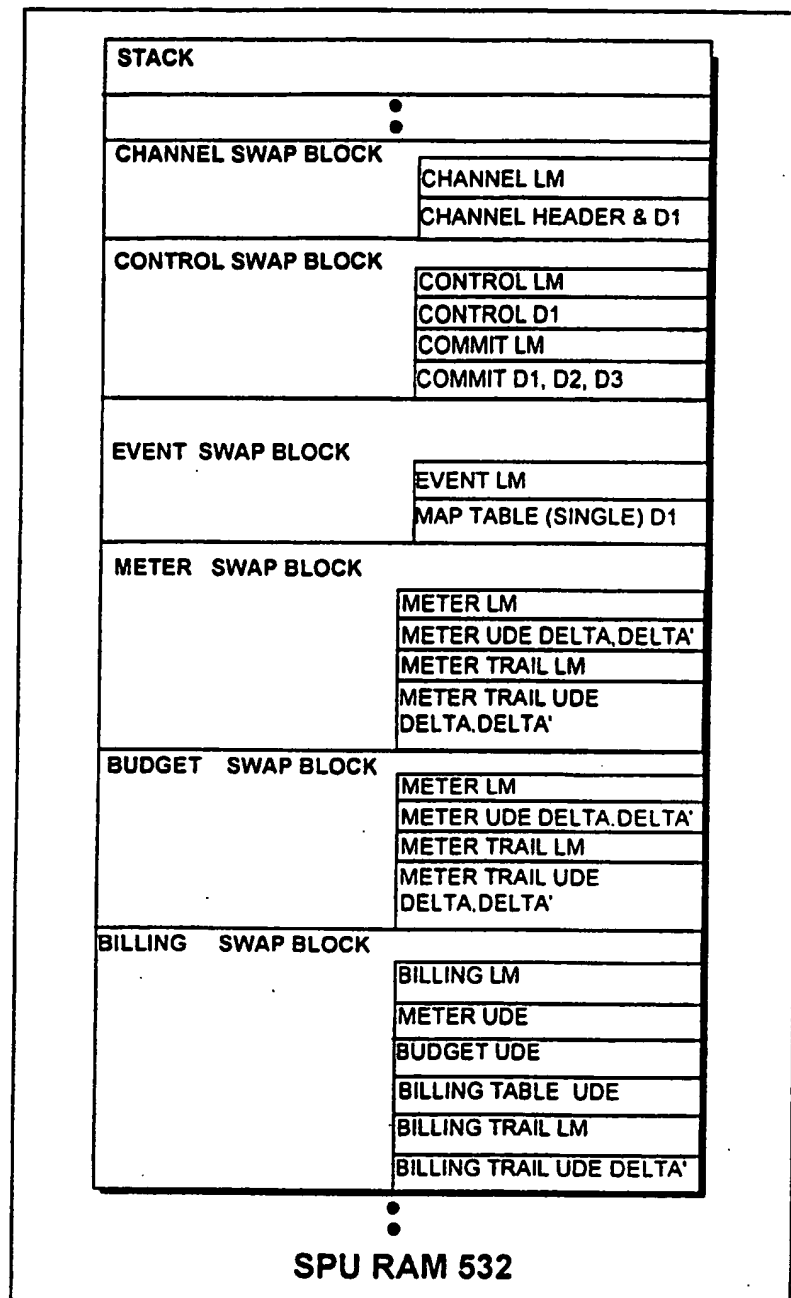 STACK
CHANNEL SWAP BLOCK
CHANNEL LM
CHANNEL HEADER & D1
CONTROL SWAP BLOCK
CONTROL LM
CONTROL D1
COMMIT LM
COMMIT D1, D2, D3
EVENT SWAP BLOCK
EVENT LM
MAP TABLE (SINGLE) D1
METER SWAP BLOCK
METER LM
METER UDE DELTA,DELTA'
METER TRAIL LM
METER TRAIL UDE
DELTA.DELTA'
BUDGET SWAP BLOCK
METER LM
METER UDE DELTA.DELTA'
METER TRAIL LM
METER TRAIL UDE
DELTA,DELTA'
BILLING SWAP BLOCK
BILLING LM
METER UDE
BUDGET UDE
BILLING TABLE UDE
BILLING TRAIL LM
BILLING TRAIL UDE DELTA'
SPU RAM 532